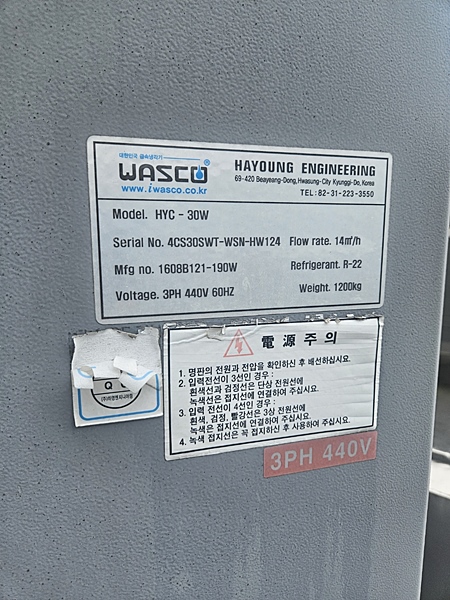 대한민국 급속냉각기
WASCO®
www.iwasco.co.kr
HAYOUNG ENGINEERING
69-420 Beayeang-Dong,Hwasung-City Kyunggi-Do, Korea
TEL:82-31-223-3550
Model. HYC - 30W
Serial No. 4CS30SWT-WSN-HW124 Flow rate. 14㎥/h
Mfg no. 1608B121-190W Refrigerant. R-22
Voltage. 3PH 440V 60HZ Weight. 1200kg
電源주의
1. 명판의 전원과 전압을 확인하신 후 배선하십시요.
2. 입력전선이 3선인 경우 :
흰색선과 검정선은 단상 전원선에
녹색선은 접지선에 연결하여 주십시요.
3. 입력 전선이 4선인 경우 :
흰색, 검정, 빨강선은 3상 전원선에
녹색은 접지선에 연결하여 주십시요.
4. 녹색 접지선은 꼭 접지하신 후 사용하여 주십시요.
Q
3PH 440V